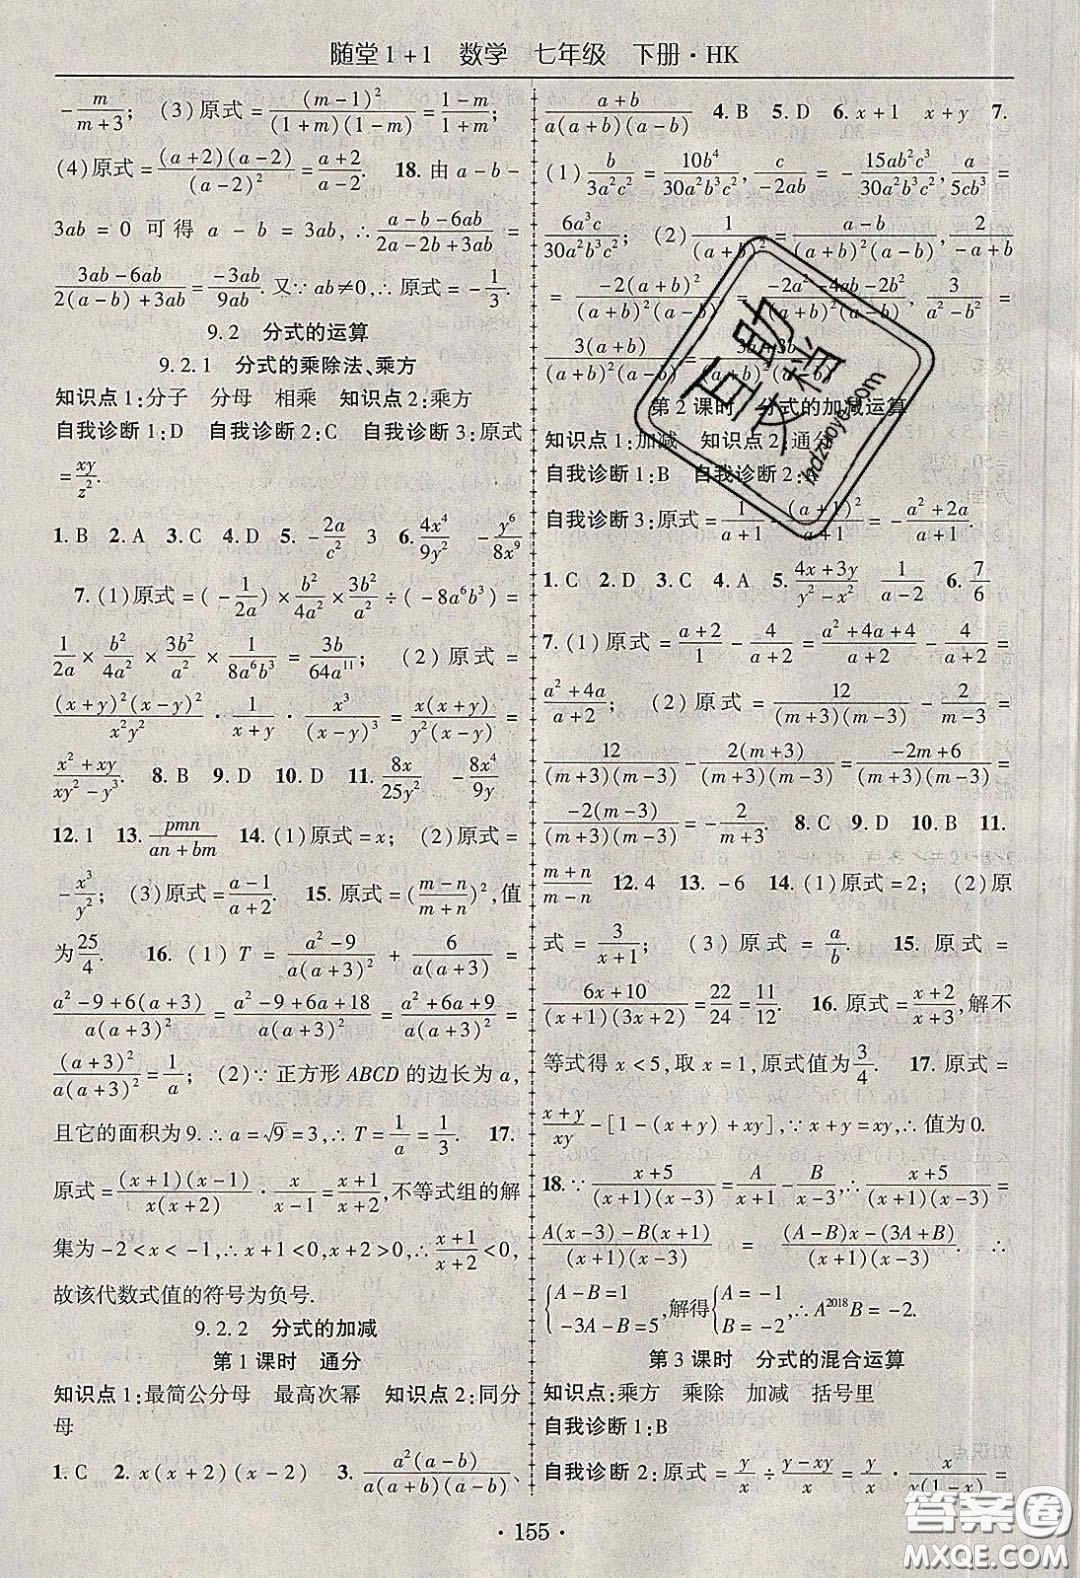 随堂1+1 数学 七年级 下册·HK
-m/(m+3); (3)原式=(m-1)²/((1+m)(1-m))=(1-m)/(1+m).
(4)原式=(a+2)(a-2)/(a-2)²=(a+2)/(a-2). 18.由a-b-
3ab=0 可得 a-b=3ab,∴(a-b-6ab)/(2a-2b+3ab)=
(3ab-6ab)/(2(a-b)+3ab)=-3ab/9ab. 又∵ab≠0,∴原式=-1/3.
9.2 分式的运算
9.2.1 分式的乘除法、乘方
知识点1:分子 分母 相乘 知识点2:乘方
自我诊断1:D 自我诊断2:C 自我诊断3:原式
=xy/z².
1.B 2.A 3.C 4.D 5.-2a/c² 3 6.4x⁴/9y² -y⁶/8x⁹
7.(1)原式=(-1/2a)×b²/4a²×3b²/a²÷(-8a⁶b³)=
1/2a×b²/4a²×3b²/a²×1/8a⁶b³=3b/64a¹¹; (2)原式=
(x+y)²(x-y)²/x²y²·1/(x+y)·x³/(x-y)³=x(x+y)/(y²(x-y))=
(x²+xy)/(xy²-y³). 8.B 9.D 10.D 11.8x/25y² -8x⁴/9y
12.1 13.pmn/(an+bm) 14.(1)原式=x; (2)原式=
-x³/y²; (3)原式=(a-1)/(a+2). 15.原式=((m-n)/(m+n))²,值
为25/4. 16.(1)T=(a²-9)/(a(a+3)²)+6/(a(a+3))=
(a²-9+6(a+3))/(a(a+3)²)=(a²-9+6a+18)/(a(a+3)²)=(a²+6a+9)/(a(a+3)²)=
(a+3)²/(a(a+3)²)=1/a; (2)∵正方形ABCD的边长为a,
且它的面积为9.∴a=√9=3,∴T=1/a=1/3. 17.
原式=(x+1)(x-1)/(x(x+2))·x/(x-1)=(x+1)/(x+2),不等式组的解
集为-2<x<-1,∴x+1<0,x+2>0,∴(x+1)/(x+2)<0,
故该代数式值的符号为负号.
9.2.2 分式的加减
第1课时 通分
知识点1:最简公分母 最高次幂 知识点2:同分
母
1.C 2.x(x+2)(x-2) 3.a²(a-b)/(a(a+b)(a-b))、
·155·
(a+b)/(a(a+b)(a-b)) 4.B 5.D 6.x+1 x+y 7.
(1)b/3a²c²=10b⁴/30a²b³c²,c/-2ab=-15ab²c³/30a²b³c²,a/5cb³=
6a³c/30a²b³c²; (2)1/(a+b)²=(a-b)/((a+b)²(a-b)),2/(-a+b)
=-2(a+b)²/((a+b)²(a-b))=(-2a²-4ab-2b²)/((a+b)²(a-b)),3/(a²-b²)=
3(a+b)/((a+b)²(a-b))=
第2课时 分式的加减运算
知识点1:加减 知识点2:通分
自我诊断1:B 自我诊断2:
自我诊断3:原式=1/(a+1)-(a+1)²/(a+1)=-(a²+2a)/(a+1).
1.C 2.D 3.C 4.A 5.(4x+3y)/(y²-x²) 1/(a-2) 6.7/6
7.(1)原式=(a+2)/1-4/(a+2)=(a²+4a+4)/(a+2)-4/(a+2)=
(a²+4a)/(a+2); (2)原式=12/((m+3)(m-3))-2/(m-3)=
12/((m+3)(m-3))-2(m+3)/((m+3)(m-3))=(-2m+6)/((m+3)(m-3))=
-2(m-3)/((m+3)(m-3))=-2/(m+3). 8.C 9.D 10.B 11.
(m+n)/(m-n) 12.4 13.-6 14.(1)原式=2; (2)原
式=3/(x+1); (3)原式=a/b. 15.原式=
(6x+10)/((x+1)(3x+2))=22/24=11/12. 16.原式=(x+2)/(x+3),解不
等式得x<5,取x=1,原式值为3/4. 17.原式=
(x+y)/xy-[1-(x+y)+xy],∵x+y=xy,∴值为0.
18.∵(x+5)/((x+1)(x-3))=A/(x+1)-B/(x-3),∴(x+5)/((x+1)(x-3))=
(A(x-3)-B(x+1))/((x+1)(x-3))=((A-B)x-(3A+B))/((x+1)(x-3)). ∴
{A-B=1 -3A-B=5,解得{A=-1 B=-2,∴A²⁰¹⁸B=-2.
第3课时 分式的混合运算
知识点:乘方 乘除 加减 括号里
自我诊断1:B
自我诊断2:原式=y/x÷(y-xy)/x=y/x·x/(x(1-x))=
互助文档
hdzuoye.com
答案圈
MXQE.COM